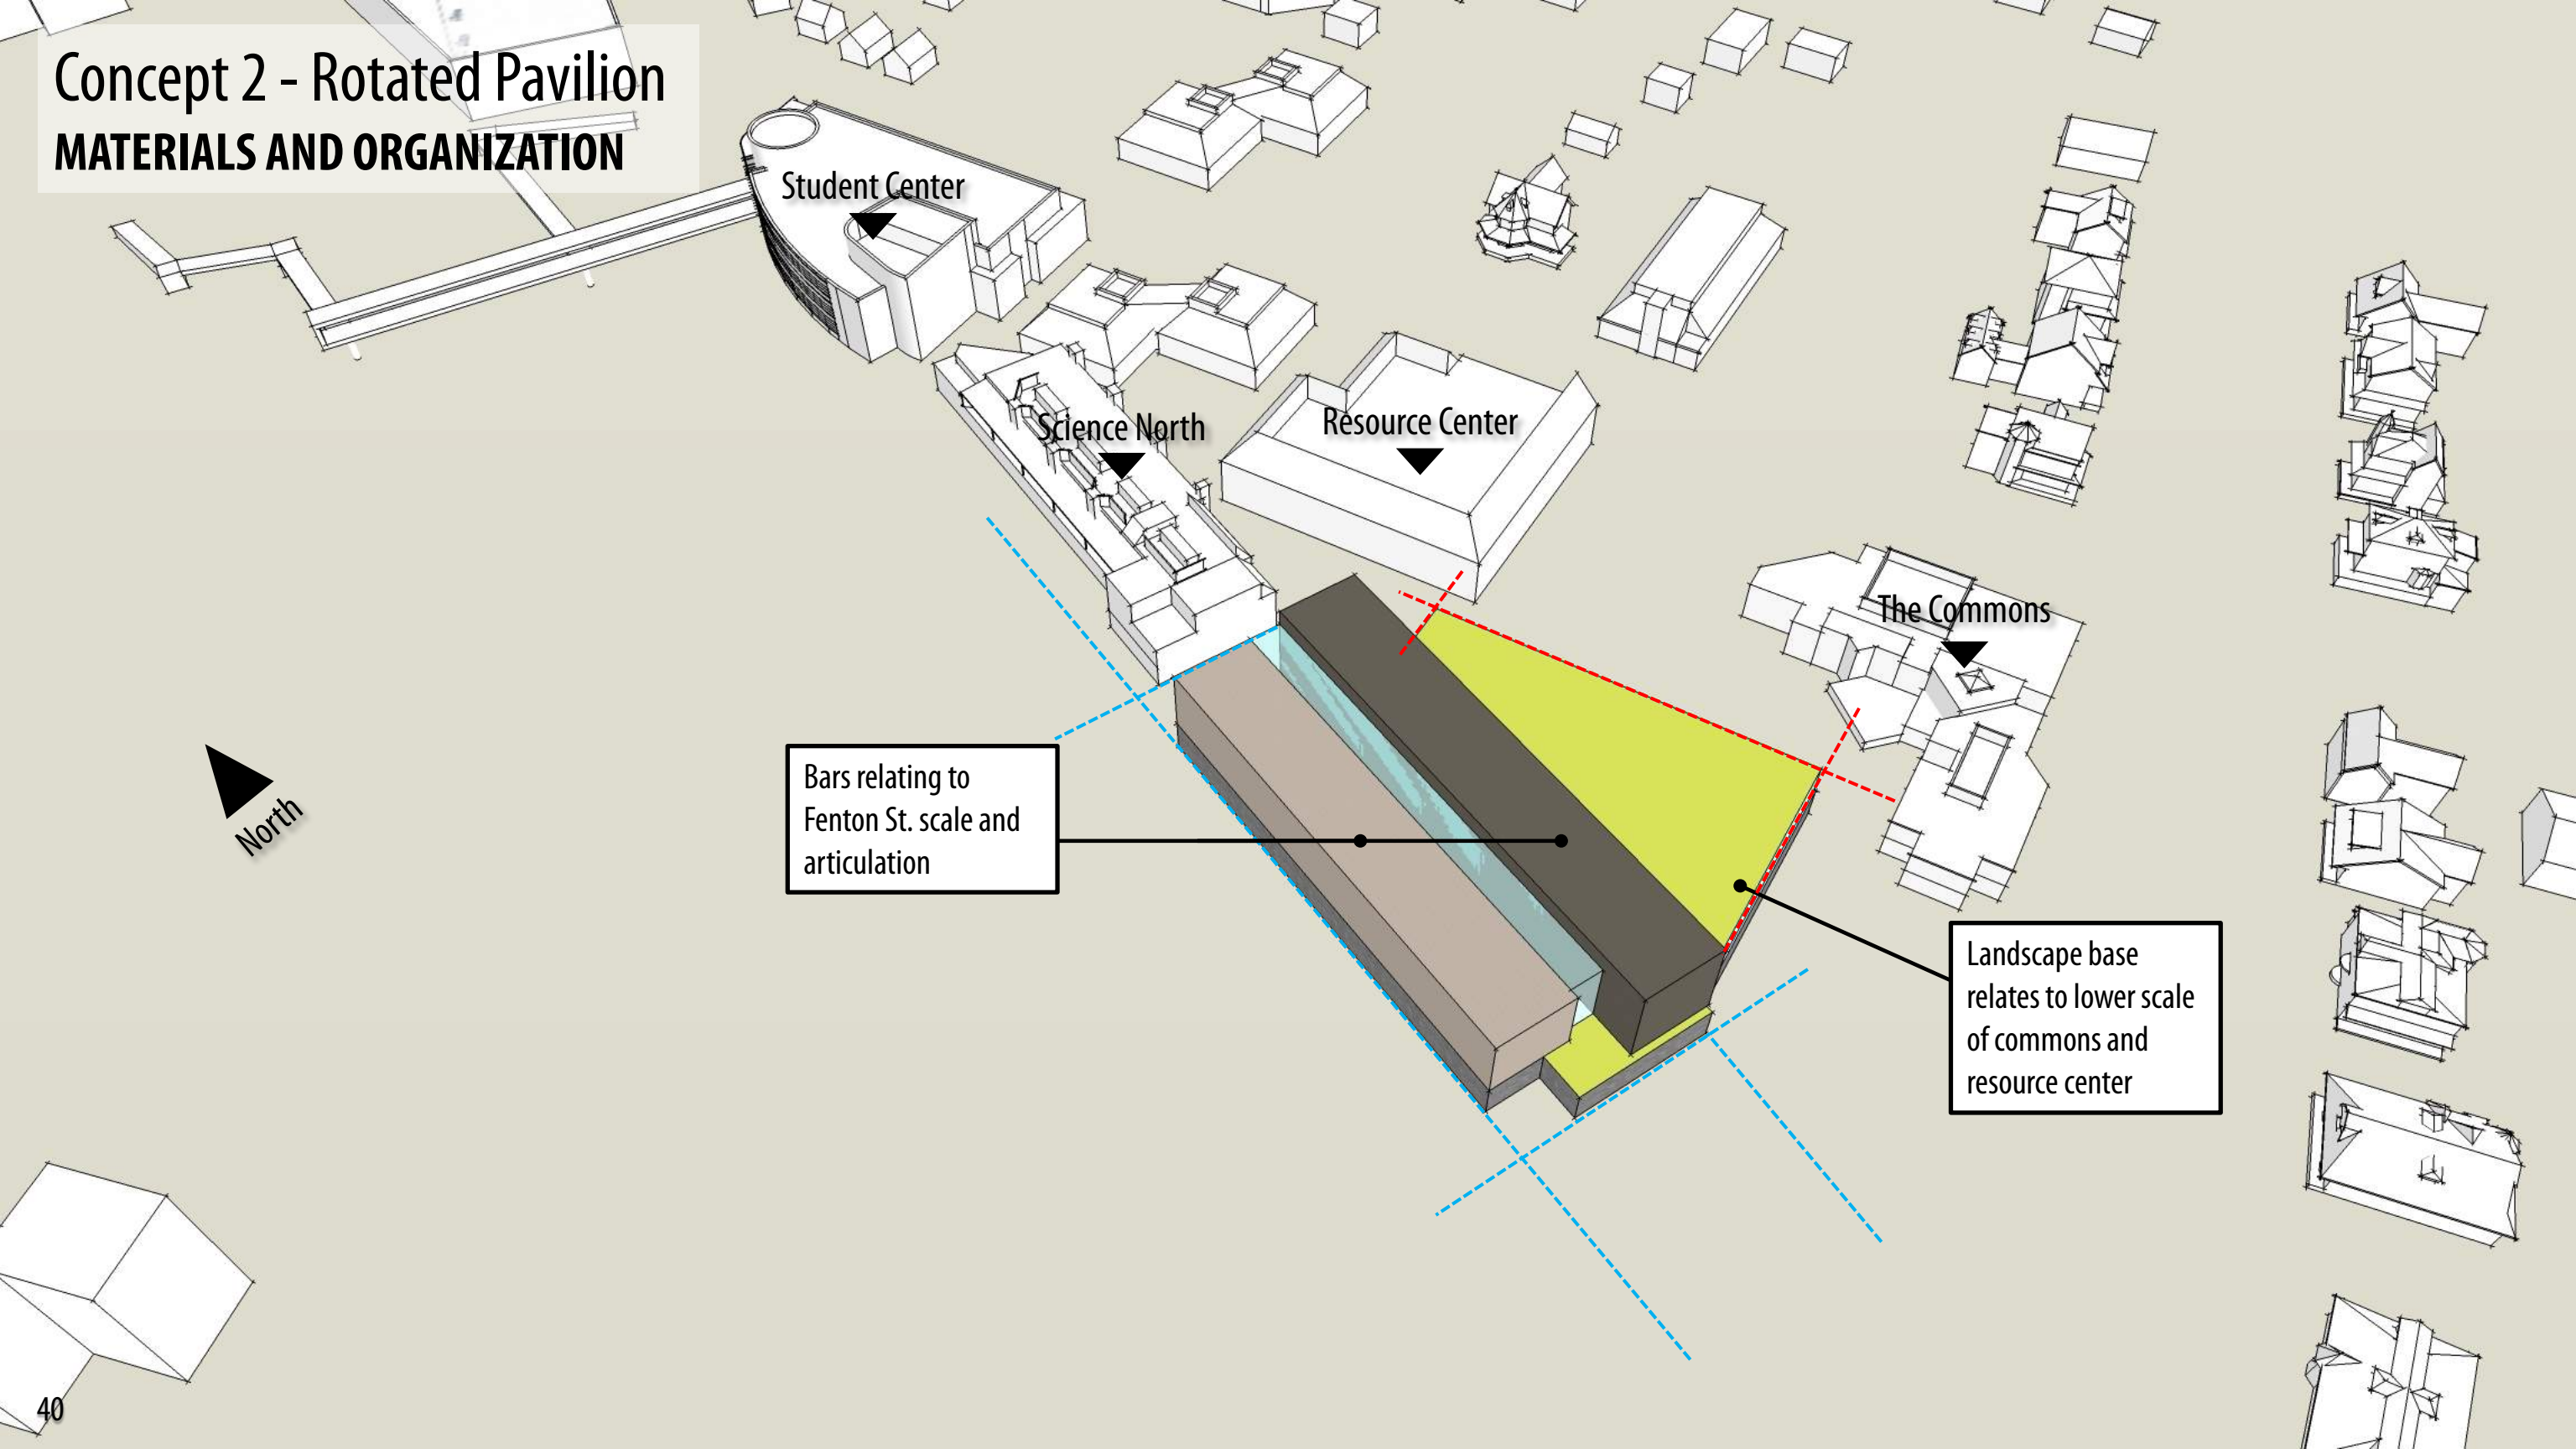 Concept 2 - Rotated Pavilion
MATERIALS AND ORGANIZATION
Student Center
Science North
Resource Center
The Commons
North
Bars relating to
Fenton St. scale and
articulation
Landscape base
relates to lower scale
of commons and
resource center
40